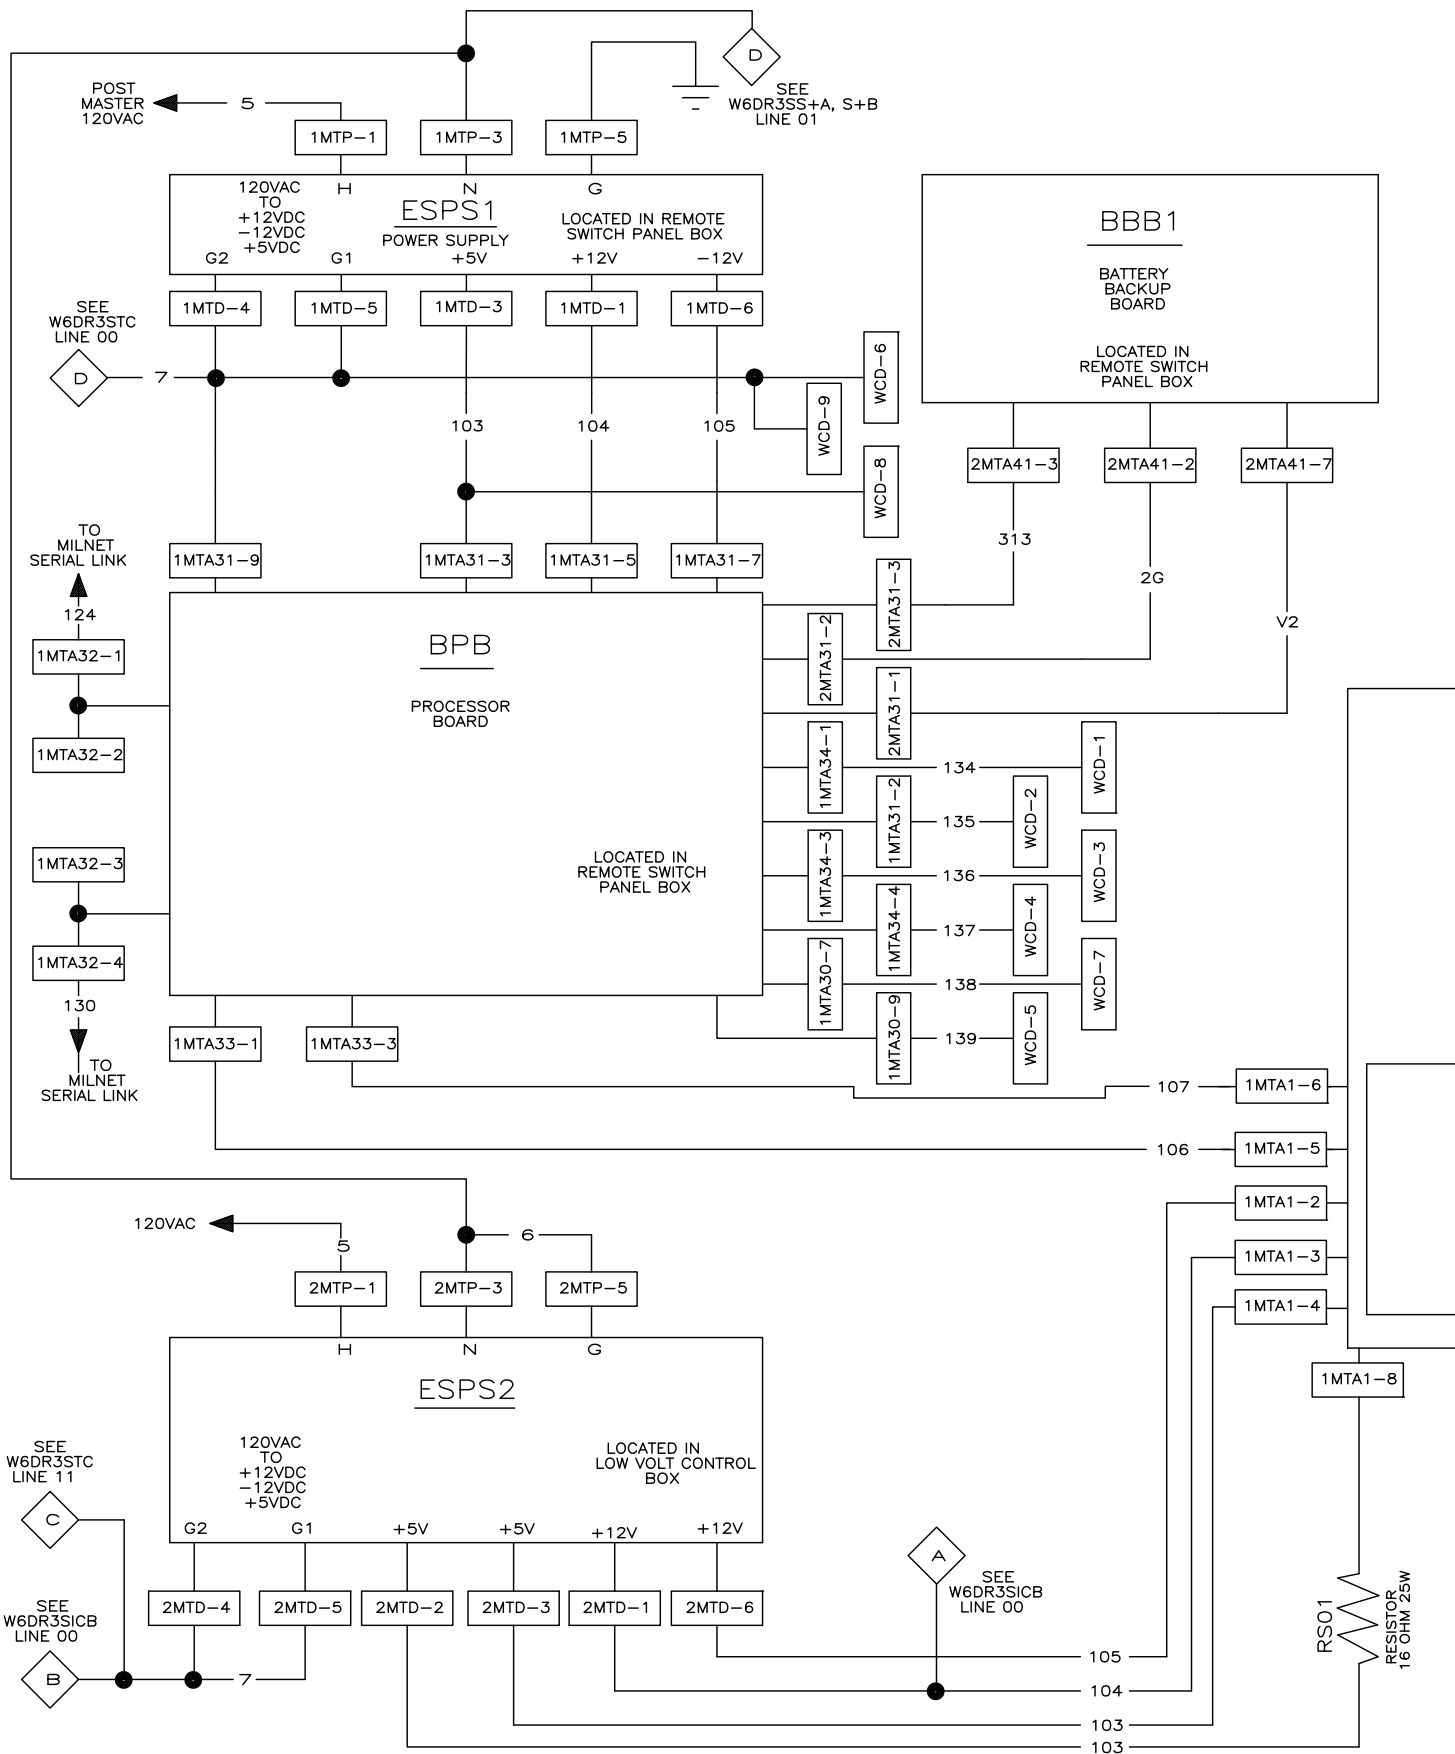 D
SEE
W6DR3SS+A, S+B
LINE 01
POST
MASTER
120VAC
5
1MTP-1
1MTP-3
1MTP-5
H
N
G
120VAC
TO
+12VDC
-12VDC
+5VDC
ESPS1
POWER SUPPLY
LOCATED IN REMOTE
SWITCH PANEL BOX
G2
G1
+5V
+12V
-12V
1MTD-4
1MTD-5
1MTD-3
1MTD-1
1MTD-6
SEE
W6DR3STC
LINE 00
D
7
103
104
105
WCD-6
WCD-9
WCD-8
BBB1
BATTERY
BACKUP
BOARD
LOCATED IN
REMOTE SWITCH
PANEL BOX
2MTA41-3
2MTA41-2
2MTA41-7
313
2G
V2
TO
MILNET
SERIAL LINK
124
1MTA31-9
1MTA31-3
1MTA31-5
1MTA31-7
1MTA32-1
1MTA32-2
1MTA32-3
1MTA32-4
130
TO
MILNET
SERIAL LINK
BPB
PROCESSOR
BOARD
LOCATED IN
REMOTE SWITCH
PANEL BOX
2MTA31-3
2MTA31-2
2MTA31-1
1MTA34-1
134
WCD-1
1MTA31-2
135
WCD-2
1MTA34-3
136
WCD-3
1MTA34-4
137
WCD-4
1MTA30-7
138
WCD-7
1MTA30-9
139
WCD-5
1MTA33-1
1MTA33-3
107
1MTA1-6
106
1MTA1-5
1MTA1-2
1MTA1-3
1MTA1-4
1MTA1-8
120VAC
5
6
2MTP-1
2MTP-3
2MTP-5
H
N
G
ESPS2
120VAC
TO
+12VDC
-12VDC
+5VDC
LOCATED IN
LOW VOLT CONTROL
BOX
G2
G1
+5V
+5V
+12V
+12V
2MTD-4
2MTD-5
2MTD-2
2MTD-3
2MTD-1
2MTD-6
SEE
W6DR3STC
LINE 11
C
SEE
W6DR3SICB
LINE 00
B
7
A
SEE
W6DR3SICB
LINE 00
105
104
103
103
RS01
RESISTOR
16 OHM 25W